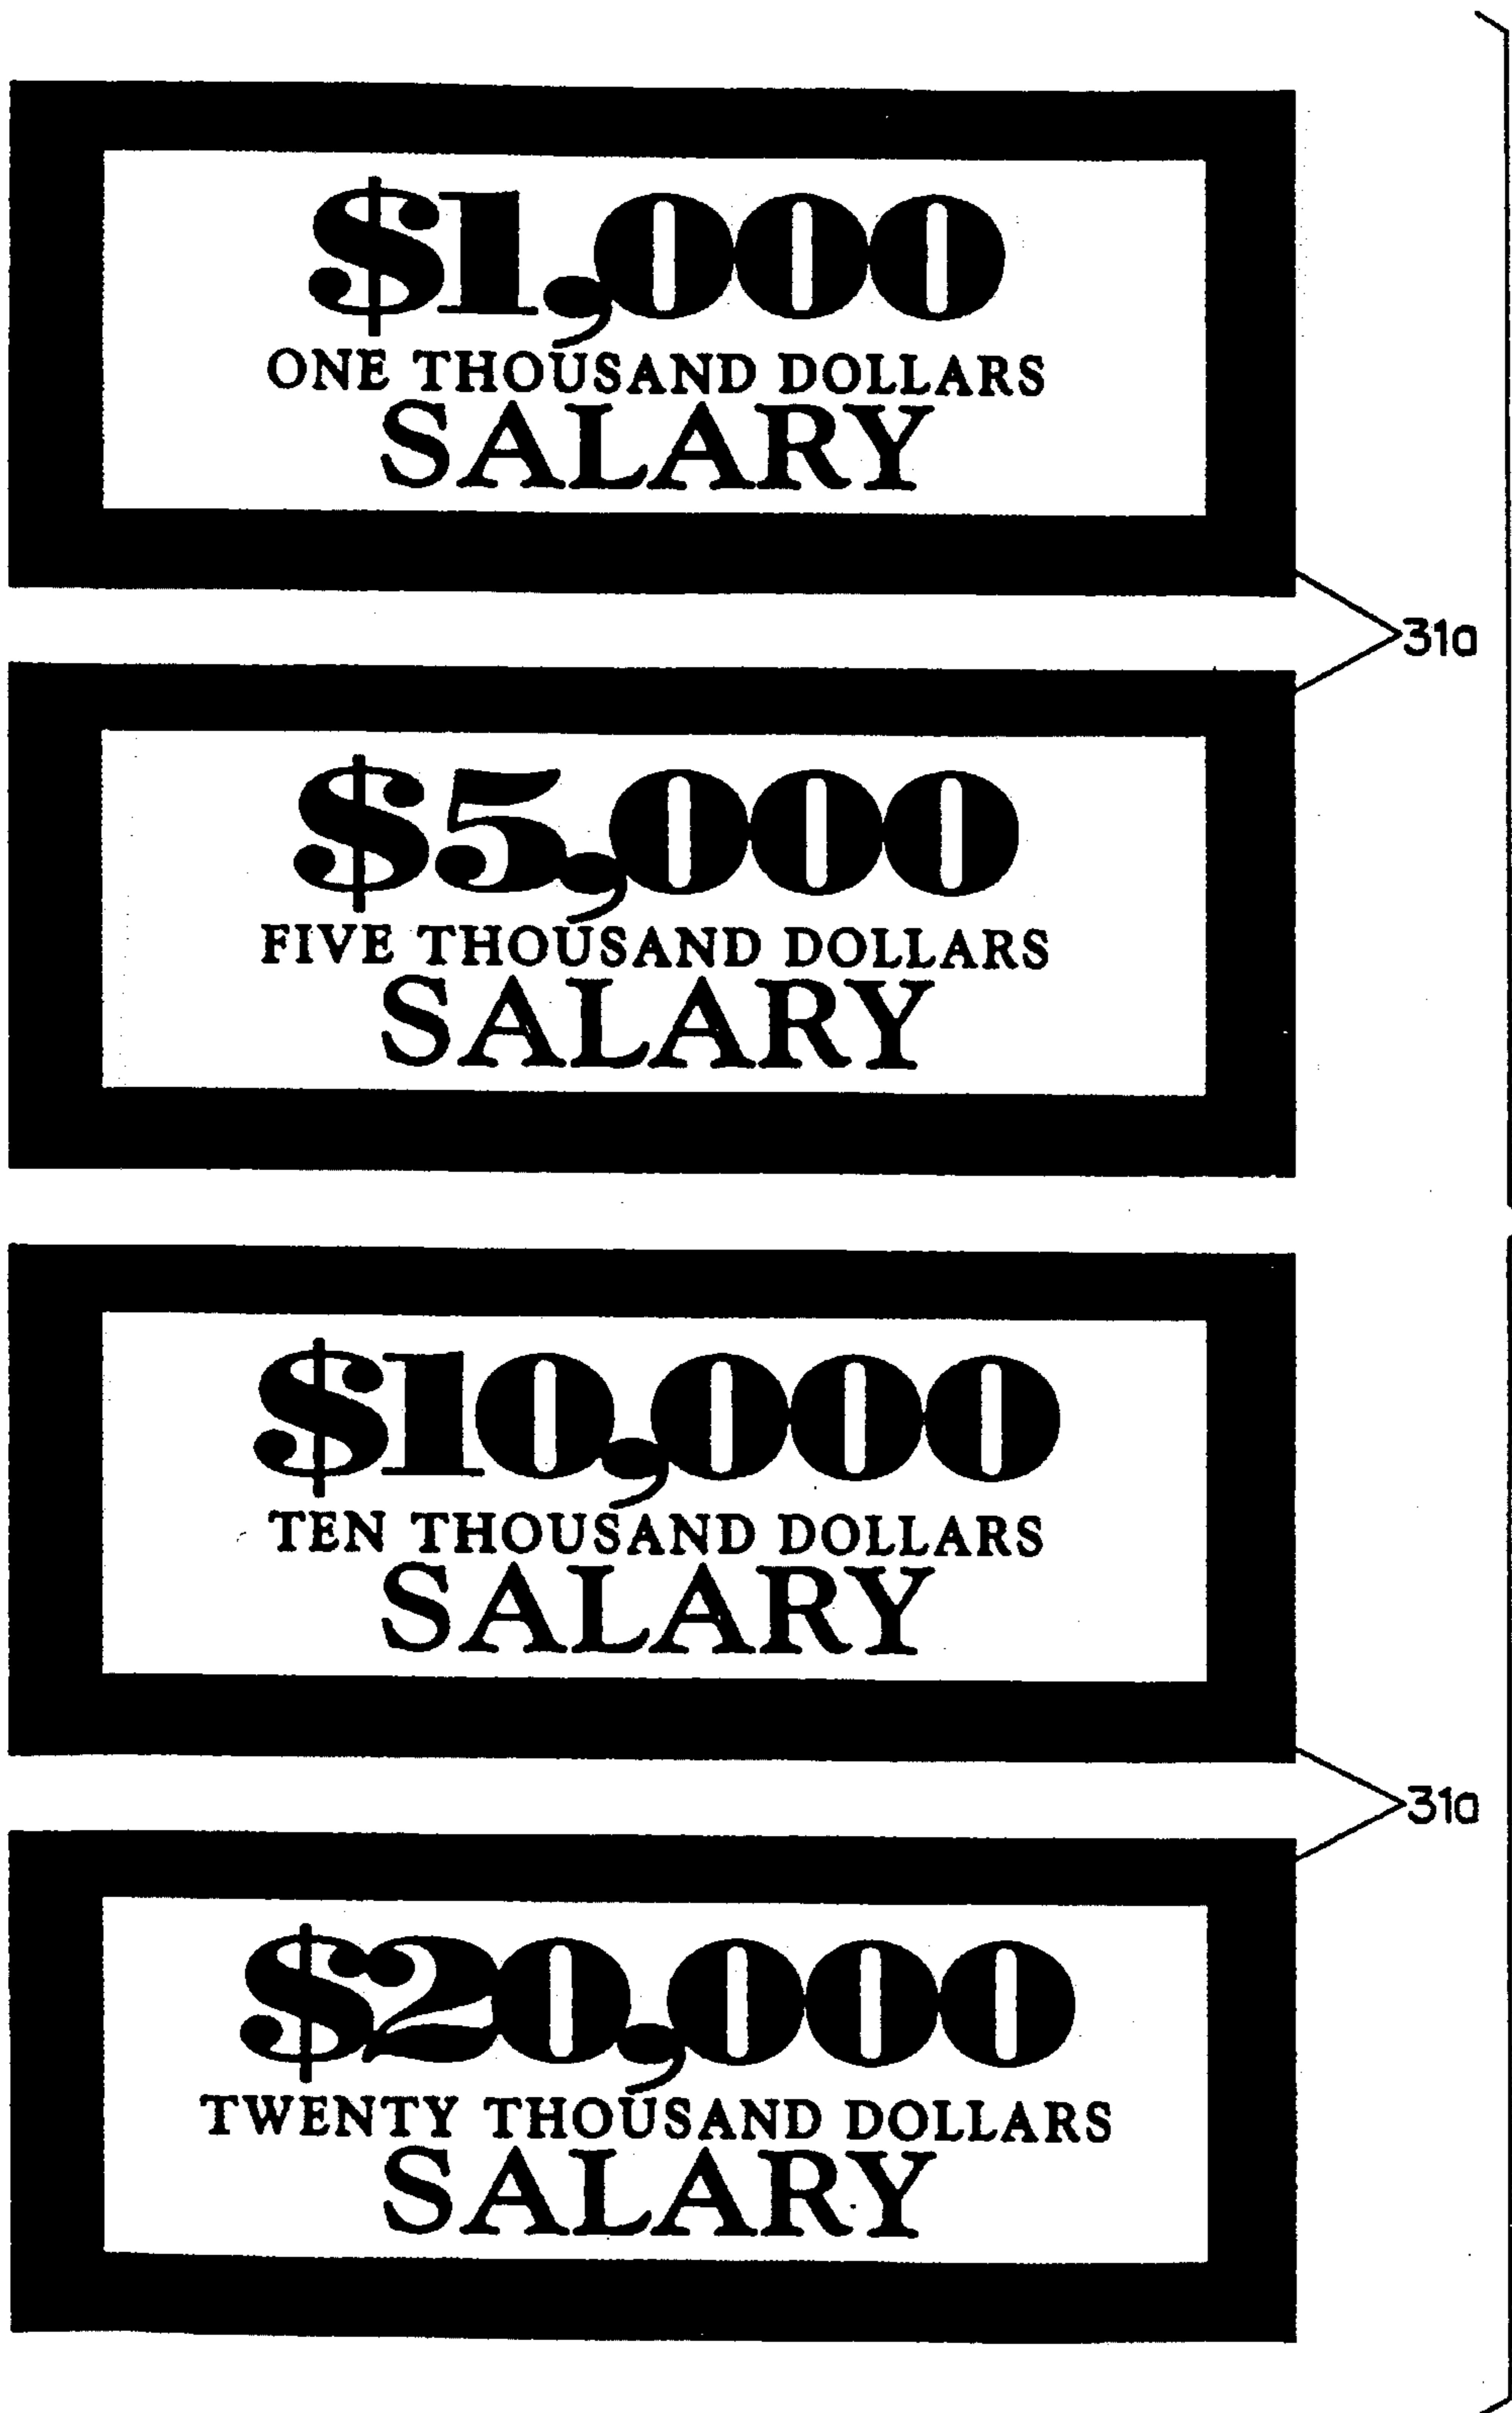 $1,000
ONE THOUSAND DOLLARS
SALARY
31a
$5,000
FIVE THOUSAND DOLLARS
SALARY
$10,000
TEN THOUSAND DOLLARS
SALARY
31a
$20,000
TWENTY THOUSAND DOLLARS
SALARY